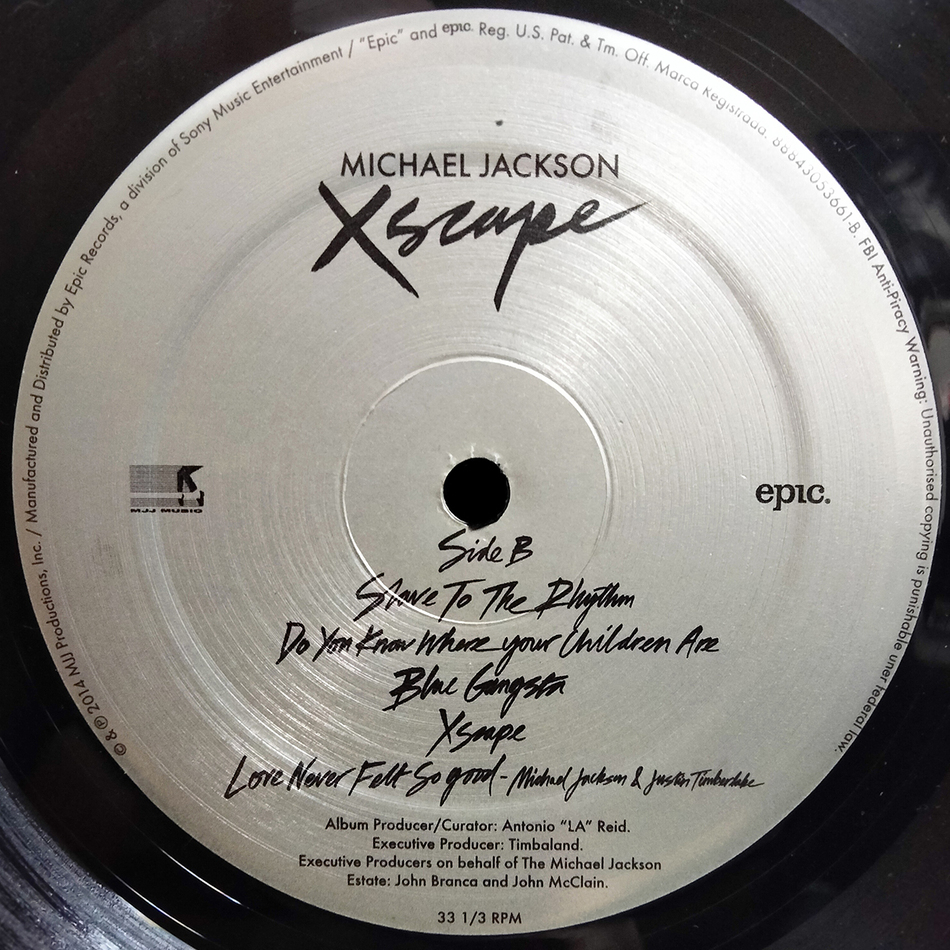 MICHAEL JACKSON
Xscape
MJJ MUSIC
epic.
Side B
Slave To The Rhythm
Do You Know Where your Children Are
Blue Gangsta
Xscape
Love Never Felt So good - Michael Jackson & Justin Timberlake
Album Producer/Curator: Antonio “LA” Reid.
Executive Producer: Timbaland.
Executive Producers on behalf of The Michael Jackson
Estate: John Branca and John McClain.
33 1/3 RPM
© & ℗ 2014 MJJ Productions, Inc. / Manufactured and Distributed by Epic Records, a division of Sony Music Entertainment / “Epic” and epic. Reg. U.S. Pat. & Tm. Off. Marca Registrada. 88843053661-B. FBI Anti-Piracy Warning: Unauthorised copying is punishable uner federal law.